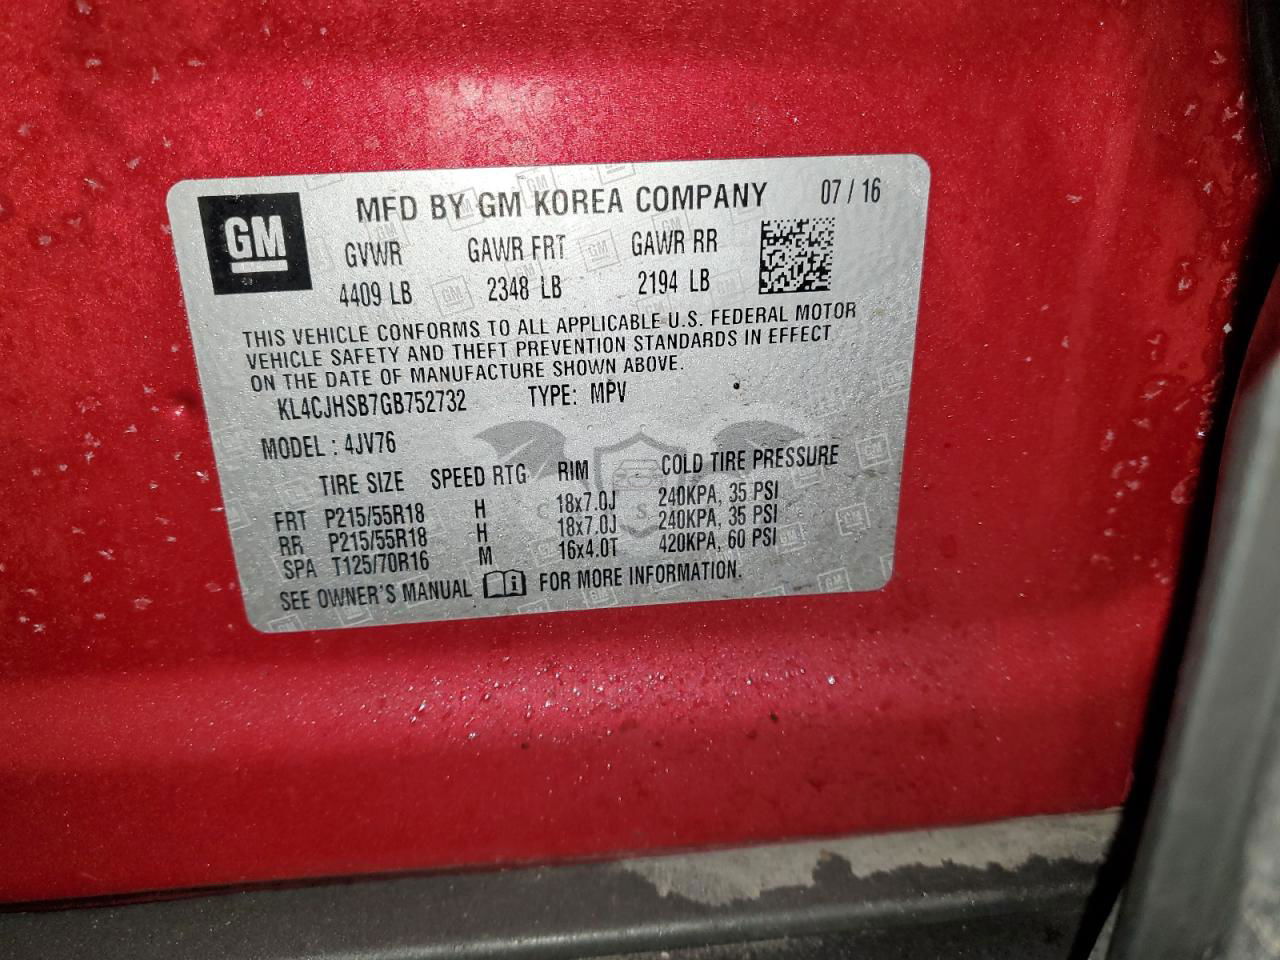 GM
MFD BY GM KOREA COMPANY 07 / 16
GVWR GAWR FRT GAWR RR
4409 LB 2348 LB 2194 LB
THIS VEHICLE CONFORMS TO ALL APPLICABLE U.S. FEDERAL MOTOR
VEHICLE SAFETY AND THEFT PREVENTION STANDARDS IN EFFECT
ON THE DATE OF MANUFACTURE SHOWN ABOVE.
KL4CJHSB7GB752732 TYPE: MPV
MODEL : 4JV76
TIRE SIZE SPEED RTG RIM COLD TIRE PRESSURE
FRT P215/55R18 H 18x7.0J 240KPA, 35 PSI
RR P215/55R18 H 18x7.0J 240KPA, 35 PSI
SPA T125/70R16 M 16x4.0T 420KPA, 60 PSI
SEE OWNER'S MANUAL FOR MORE INFORMATION.